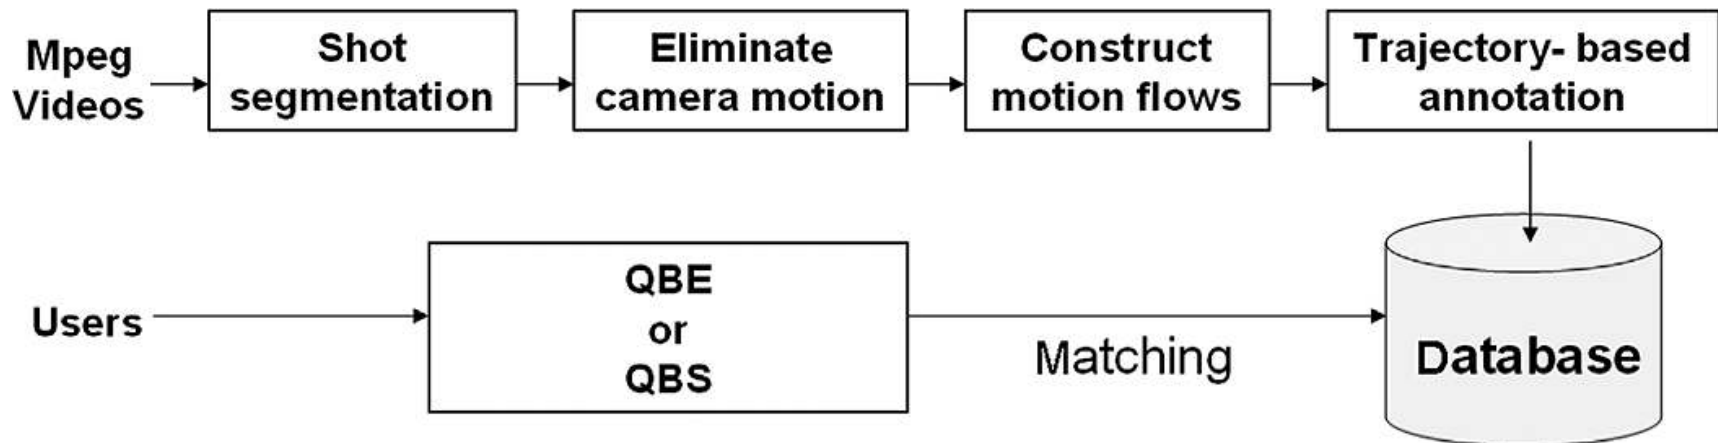 Mpeg
Videos
Shot
segmentation
Eliminate
camera motion
Construct
motion flows
Trajectory- based
annotation
Users
QBE
or
QBS
Matching
Database